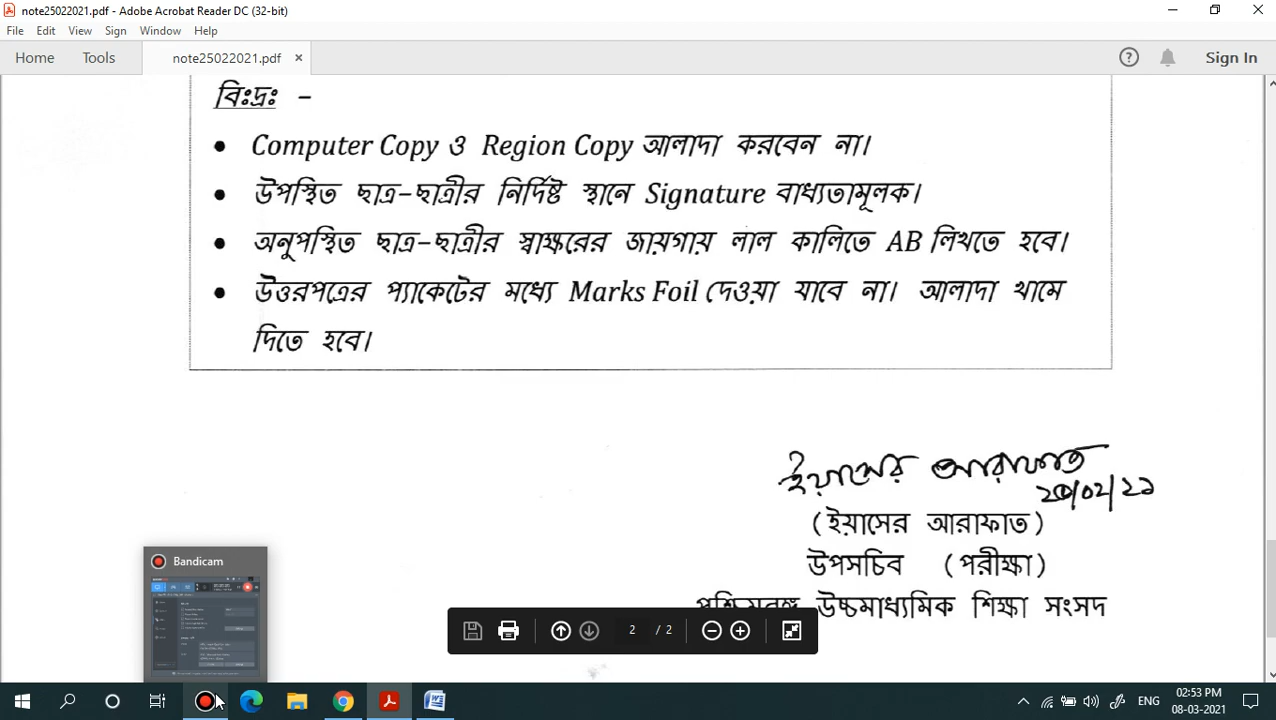 note25022021.pdf - Adobe Acrobat Reader DC (32-bit)
File Edit View Sign Window Help
Home Tools note25022021.pdf Sign In
বিঃদ্রঃ –
Computer Copy ও Region Copy আলাদা করবেন না।
উপস্থিত ছাত্র-ছাত্রীর নির্দিষ্ট স্থানে Signature বাধ্যতামূলক।
অনুপস্থিত ছাত্র-ছাত্রীর স্বাক্ষরের জায়গায় লাল কালিতে AB লিখতে হবে।
উত্তরপত্রের প্যাকেটের মধ্যে Marks Foil দেওয়া যাবে না। আলাদা খামে
দিতে হবে।
ইয়াসের আরাফাত
(ইয়াসের আরাফাত)
উপসচিব (পরীক্ষা)
পশ্চিমবঙ্গ উচ্চমাধ্যমিক শিক্ষা সংসদ
Bandicam
2 / 2
ENG
02:53 PM
08-03-2021